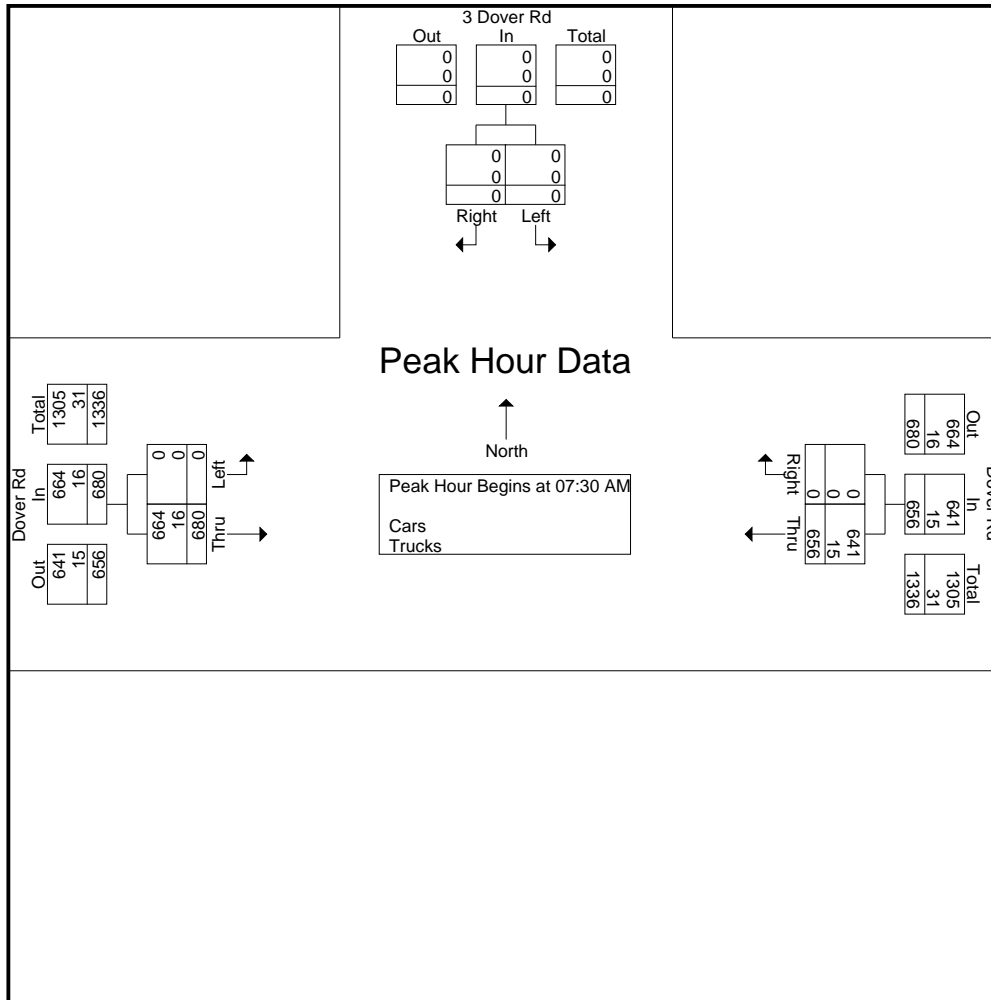 3 Dover Rd
Out In Total
0 0 0
0 0 0
0 0 0
0 0
0 0
0 0
Right Left
Peak Hour Data
North
Peak Hour Begins at 07:30 AM
Cars
Trucks
Dover Rd
Total
1305
31
1336
In
664
16
680
Out
641
15
656
Left
0
0
0
Thru
664
16
680
Right
0
0
0
Thru
641
15
656
Out
664
16
680
In
641
15
656
Total
1305
31
1336
Rd